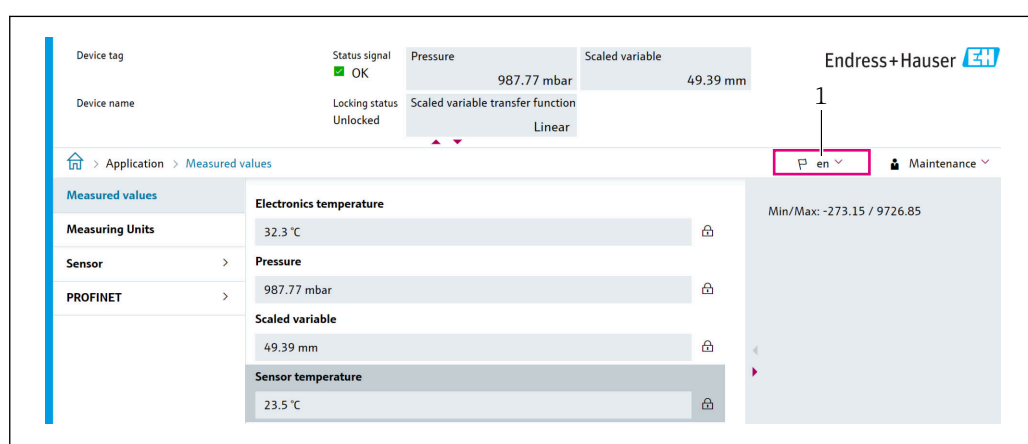 Device tag
Status signal
OK
Pressure
987.77 mbar
Scaled variable
49.39 mm
Endress+Hauser EH
Device name
Locking status
Unlocked
Scaled variable transfer function
Linear
1
> Application > Measured values
en
Maintenance
Measured values
Measuring Units
Sensor >
PROFINET >
Electronics temperature
32.3 °C
Pressure
987.77 mbar
Scaled variable
49.39 mm
Sensor temperature
23.5 °C
Min/Max: -273.15 / 9726.85